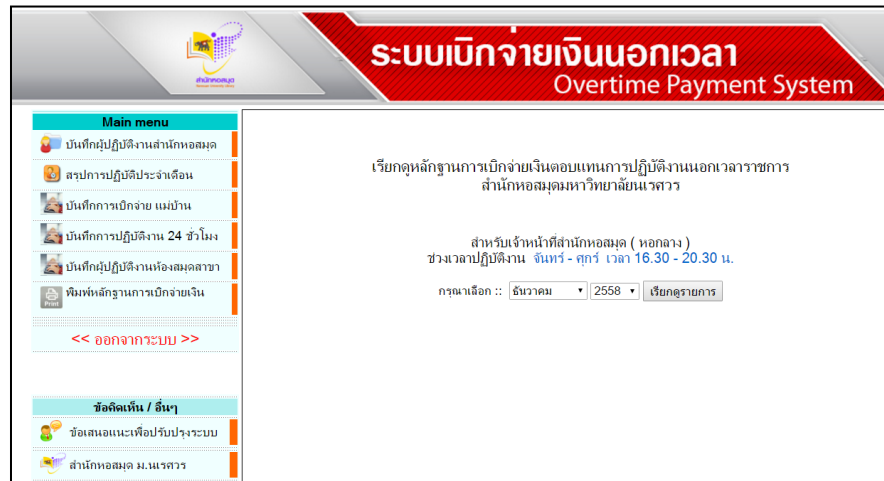 สำนักหอสมุด
ระบบเบิกจ่ายเงินนอกเวลา
Overtime Payment System
Main menu
บันทึกผู้ปฏิบัติงานสำนักหอสมุด
สรุปการปฏิบัติประจำเดือน
บันทึกการเบิกจ่าย แม่บ้าน
บันทึกการปฏิบัติงาน 24 ชั่วโมง
บันทึกผู้ปฏิบัติงานห้องสมุดสาขา
Print
พิมพ์หลักฐานการเบิกจ่ายเงิน
<< ออกจากระบบ >>
ข้อคิดเห็น / อื่นๆ
ข้อเสนอแนะเพื่อปรับปรุงระบบ
สำนักหอสมุด ม.นเรศวร
เรียกดูหลักฐานการเบิกจ่ายเงินตอบแทนการปฏิบัติงานนอกเวลาราชการ
สำนักหอสมุดมหาวิทยาลัยนเรศวร
สำหรับเจ้าหน้าที่สำนักหอสมุด ( หอกลาง )
ช่วงเวลาปฏิบัติงาน จันทร์ - ศุกร์ เวลา 16.30 - 20.30 น.
กรุณาเลือก :: ธันวาคม 2558 เรียกดูรายการ